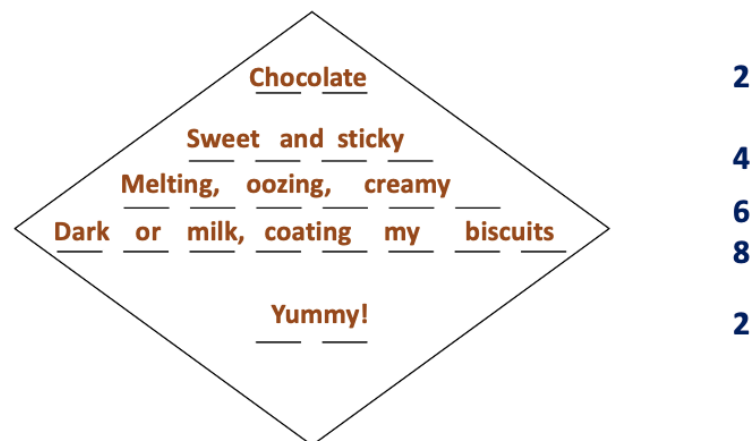 Chocolate 2
Sweet and sticky 4
Melting, oozing, creamy 6
Dark or milk, coating my biscuits 8
Yummy! 2